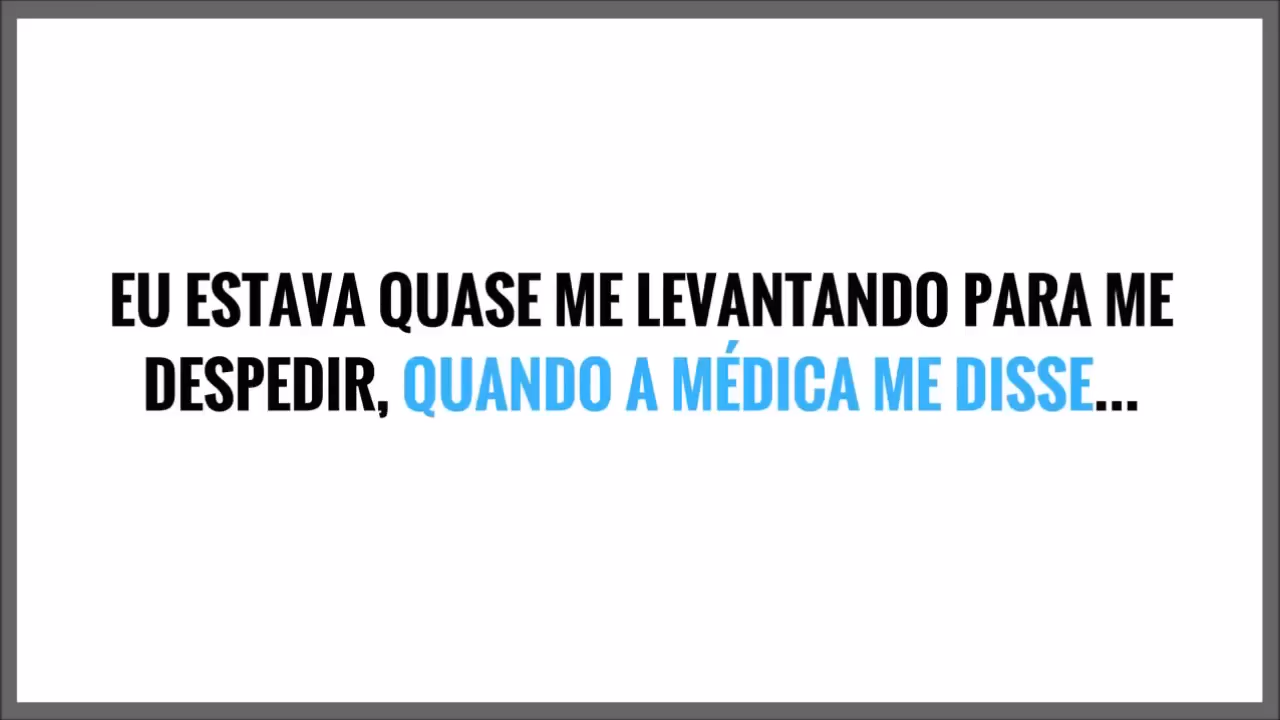 EU ESTAVA QUASE ME LEVANTANDO PARA ME
DESPEDIR, QUANDO A MÉDICA ME DISSE...